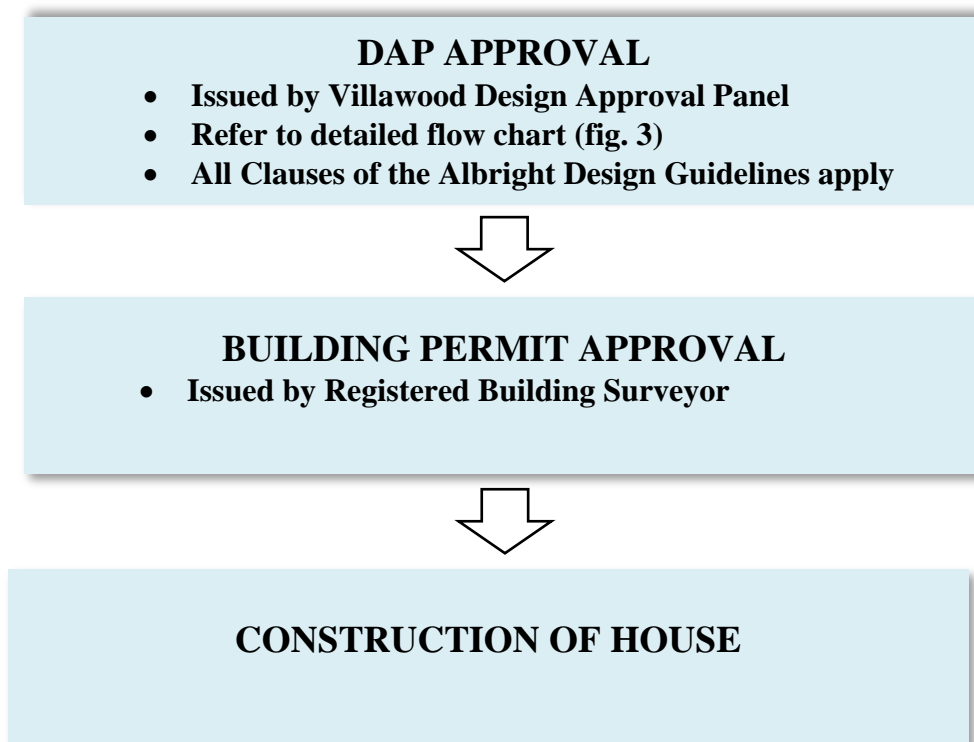 DAP APPROVAL
• Issued by Villawood Design Approval Panel
• Refer to detailed flow chart (fig. 3)
• All Clauses of the Albright Design Guidelines apply
BUILDING PERMIT APPROVAL
• Issued by Registered Building Surveyor
CONSTRUCTION OF HOUSE